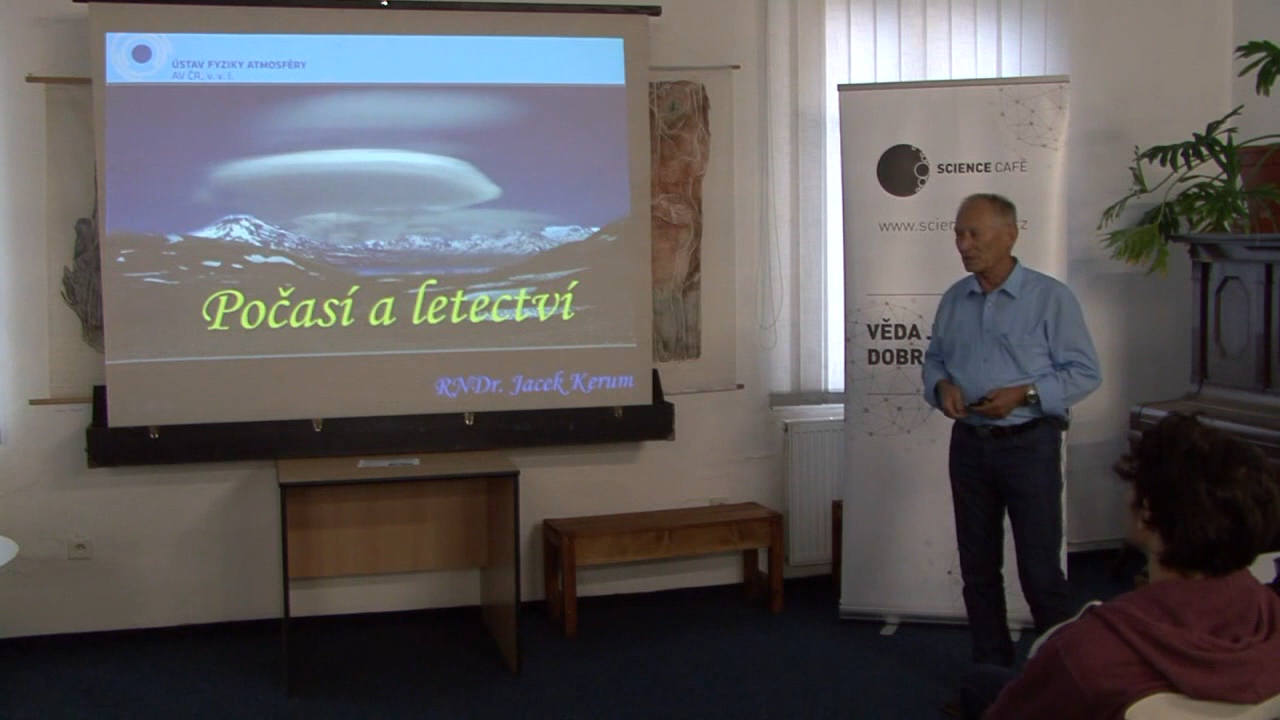 ÚSTAV FYZIKY ATMOSFÉRY
AV ČR, v. v. i.
Počasí a letectví
RNDr. Jacek Kerum
SCIENCE CAFÉ
www.scien
z
VĚDA
DOBR